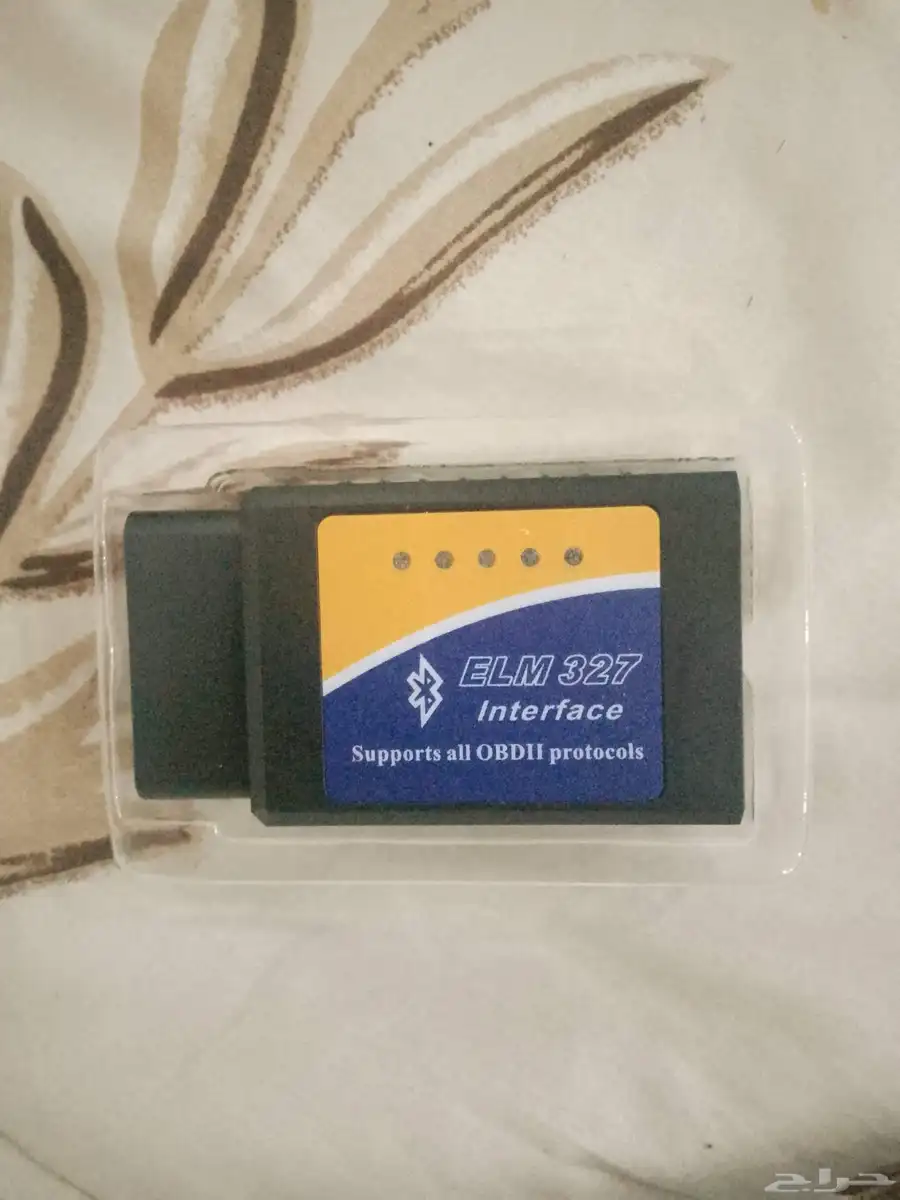 ELM 327
Interface
Supports all OBDII protocols
حراج